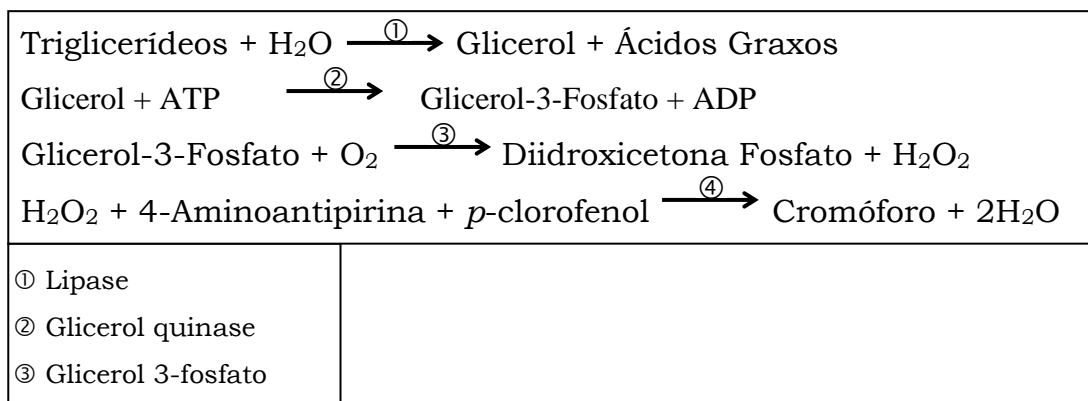 Triglicerídeos + H₂O ① Glicerol + Ácidos Graxos
Glicerol + ATP ② Glicerol-3-Fosfato + ADP
Glicerol-3-Fosfato + O₂ ③ Diidroxicetona Fosfato + H₂O₂
H₂O₂ + 4-Aminoantipirina + p-clorofenol ④ Cromóforo + 2H₂O
① Lipase
② Glicerol quinase
③ Glicerol 3-fosfato